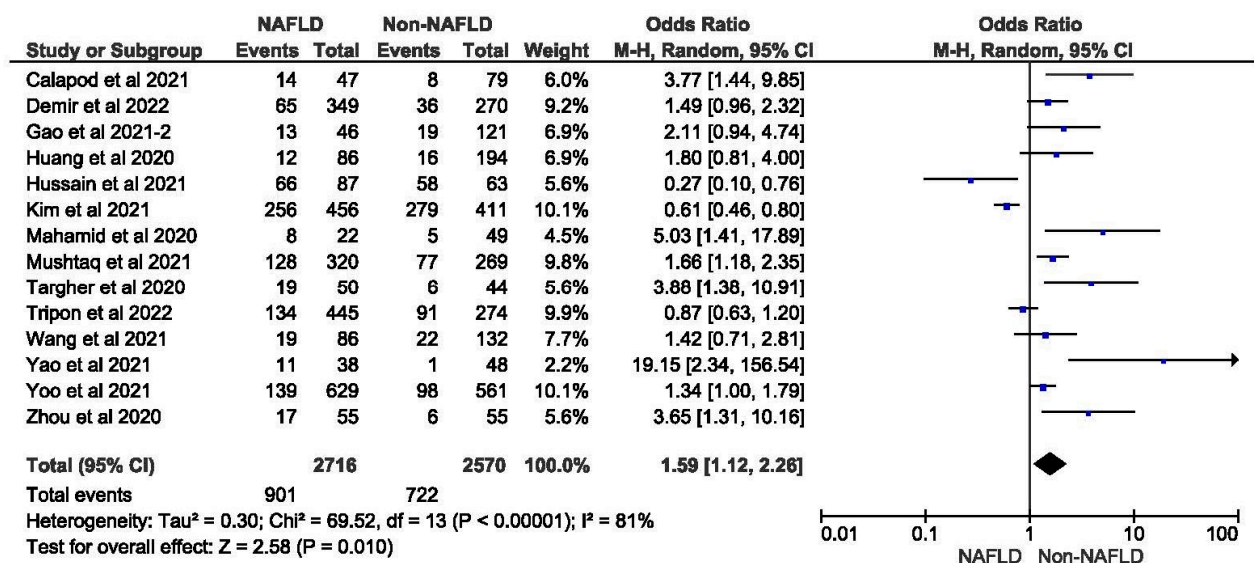 NAFLD Non-NAFLD Odds Ratio Odds Ratio
Study or Subgroup Events Total Events Total Weight M-H, Random, 95% CI M-H, Random, 95% CI
Calapod et al 2021 14 47 8 79 6.0% 3.77 [1.44, 9.85]
Demir et al 2022 65 349 36 270 9.2% 1.49 [0.96, 2.32]
Gao et al 2021-2 13 46 19 121 6.9% 2.11 [0.94, 4.74]
Huang et al 2020 12 86 16 194 6.9% 1.80 [0.81, 4.00]
Hussain et al 2021 66 87 58 63 5.6% 0.27 [0.10, 0.76]
Kim et al 2021 256 456 279 411 10.1% 0.61 [0.46, 0.80]
Mahamid et al 2020 8 22 5 49 4.5% 5.03 [1.41, 17.89]
Mushtaq et al 2021 128 320 77 269 9.8% 1.66 [1.18, 2.35]
Targher et al 2020 19 50 6 44 5.6% 3.88 [1.38, 10.91]
Tripon et al 2022 134 445 91 274 9.9% 0.87 [0.63, 1.20]
Wang et al 2021 19 86 22 132 7.7% 1.42 [0.71, 2.81]
Yao et al 2021 11 38 1 48 2.2% 19.15 [2.34, 156.54]
Yoo et al 2021 139 629 98 561 10.1% 1.34 [1.00, 1.79]
Zhou et al 2020 17 55 6 55 5.6% 3.65 [1.31, 10.16]
Total (95% CI) 2716 2570 100.0% 1.59 [1.12, 2.26]
Total events 901 722
Heterogeneity: Tau² = 0.30; Chi² = 69.52, df = 13 (P < 0.00001); I² = 81%
Test for overall effect: Z = 2.58 (P = 0.010)
0.01 0.1 1 10 100
NAFLD Non-NAFLD